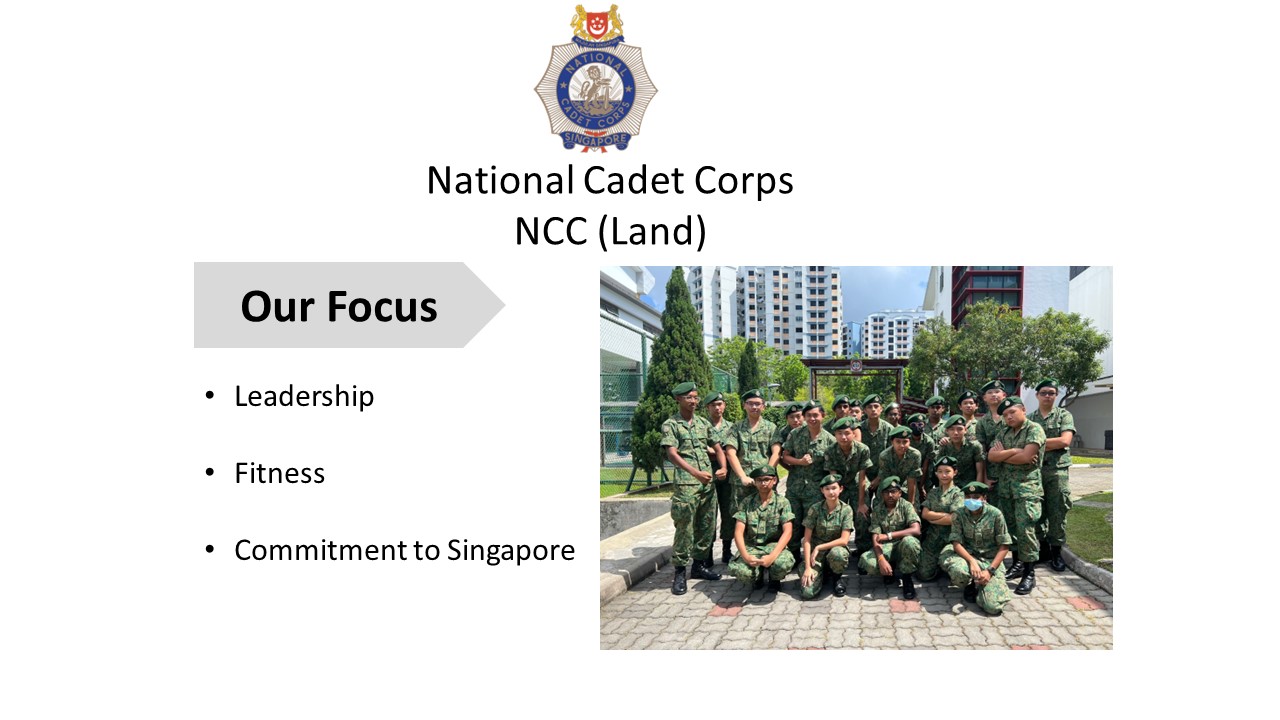 NATIONAL
CADET CORPS
SINGAPORE
National Cadet Corps
NCC (Land)
Our Focus
• Leadership
• Fitness
• Commitment to Singapore